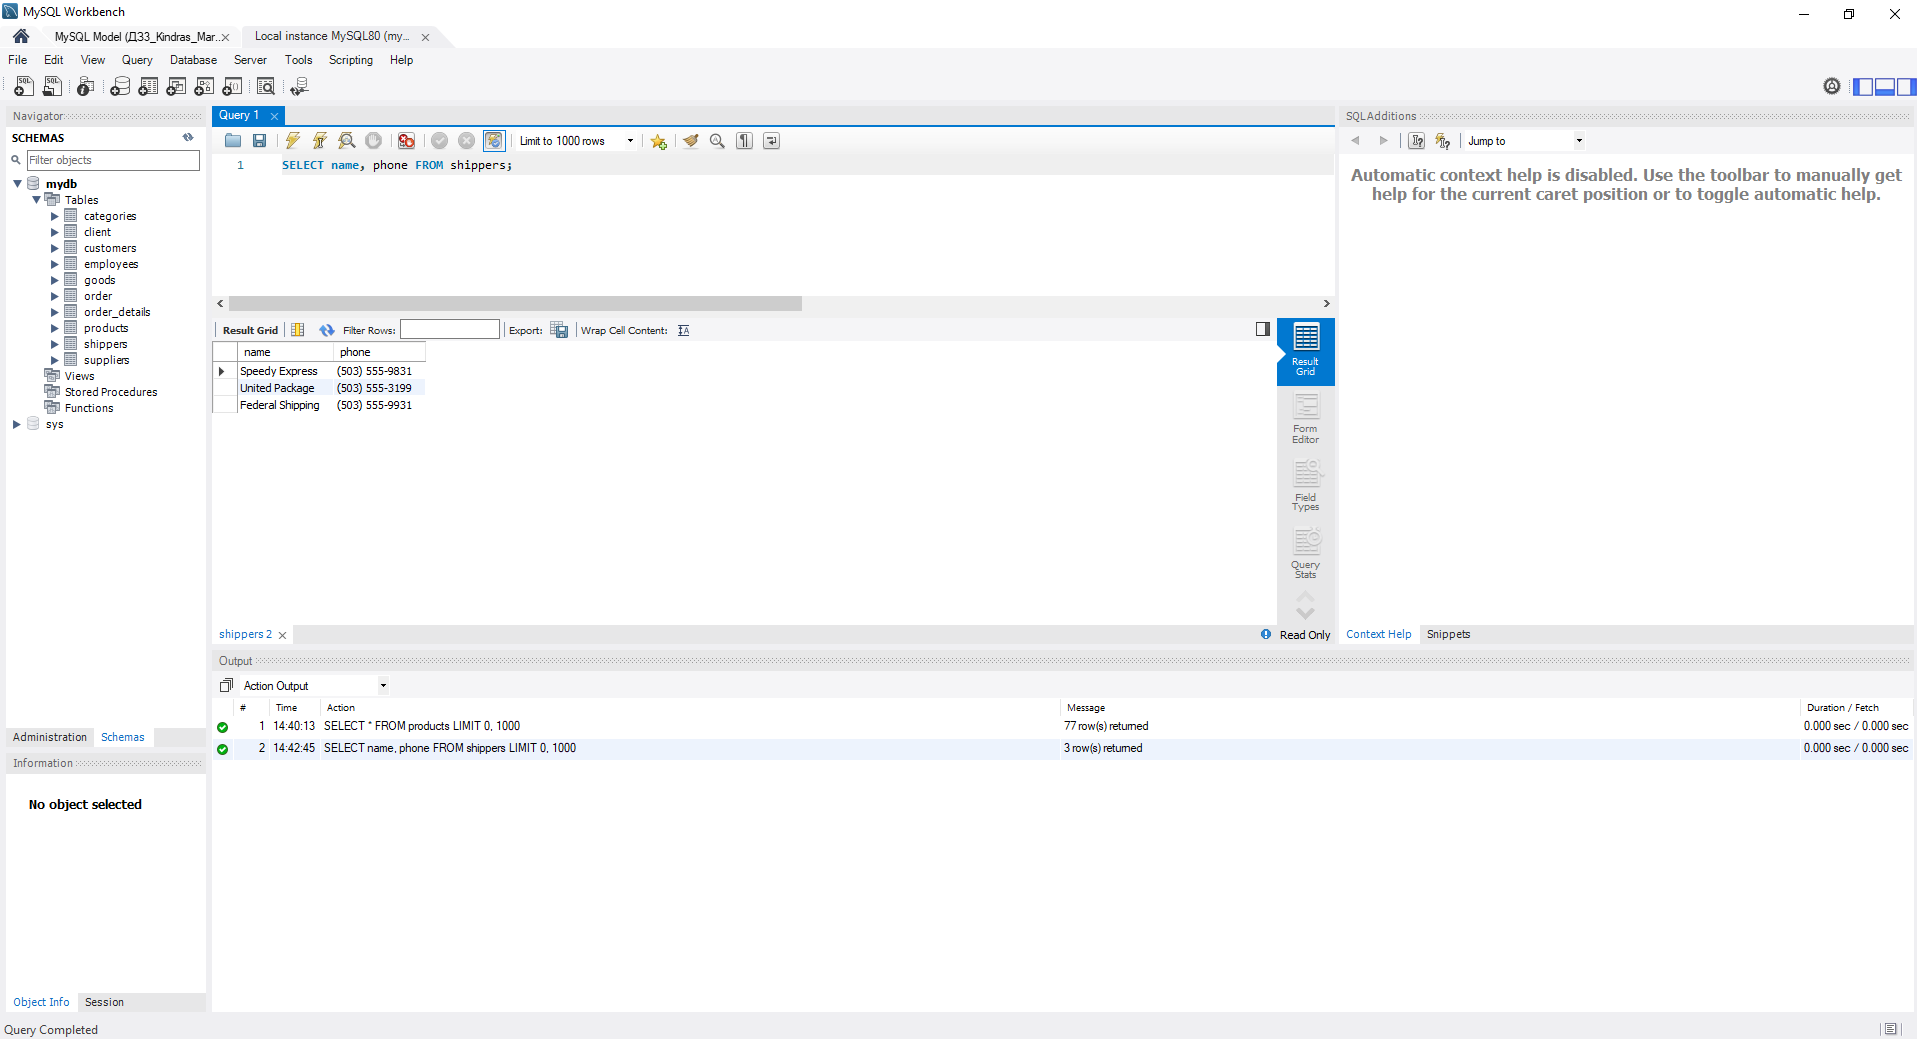 MySQL Workbench
MySQL Model (ДЗ3_Kindras_Mar...
Local instance MySQL80 (my...
File Edit View Query Database Server Tools Scripting Help
Navigator
SCHEMAS
Filter objects
mydb
Tables
categories
client
customers
employees
goods
order
order_details
products
shippers
suppliers
Views
Stored Procedures
Functions
sys
Administration Schemas
Information
No object selected
Object Info Session
Query 1
Limit to 1000 rows
1 SELECT name, phone FROM shippers;
Result Grid Filter Rows: Export: Wrap Cell Content:
name phone
Speedy Express (503) 555-9831
United Package (503) 555-3199
Federal Shipping (503) 555-9931
Result
Grid
Form
Editor
Field
Types
Query
Stats
shippers 2
Read Only
SQLAdditions
Jump to
Automatic context help is disabled. Use the toolbar to manually get
help for the current caret position or to toggle automatic help.
Context Help Snippets
Output
Action Output
# Time Action Message Duration / Fetch
1 14:40:13 SELECT * FROM products LIMIT 0, 1000 77 row(s) returned 0.000 sec / 0.000 sec
2 14:42:45 SELECT name, phone FROM shippers LIMIT 0, 1000 3 row(s) returned 0.000 sec / 0.000 sec
Query Completed